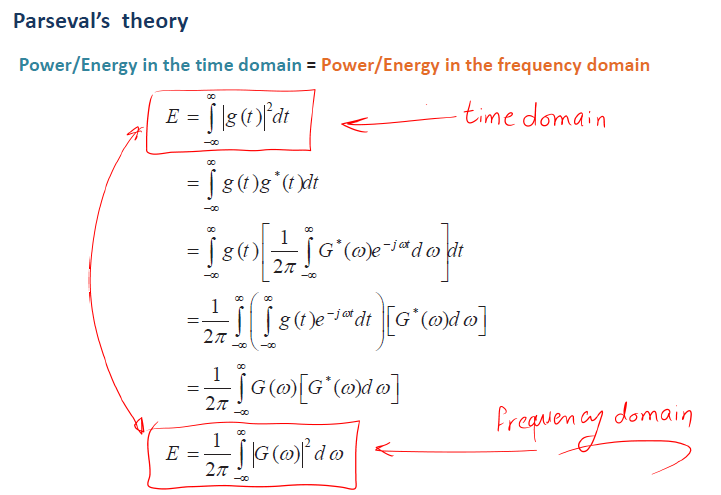 Parseval's theory
Power/Energy in the time domain = Power/Energy in the frequency domain
E = ∫_{-∞}^{∞} |g(t)|² dt
time domain
= ∫_{-∞}^{∞} g(t)g*(t)dt
= ∫_{-∞}^{∞} g(t)[1/2π ∫_{-∞}^{∞} G*(ω)e^{-jωt}dω]dt
= 1/2π ∫_{-∞}^{∞} (∫_{-∞}^{∞} g(t)e^{-jωt}dt)[G*(ω)dω]
= 1/2π ∫_{-∞}^{∞} G(ω)[G*(ω)dω]
frequency domain
E = 1/2π ∫_{-∞}^{∞} |G(ω)|² dω